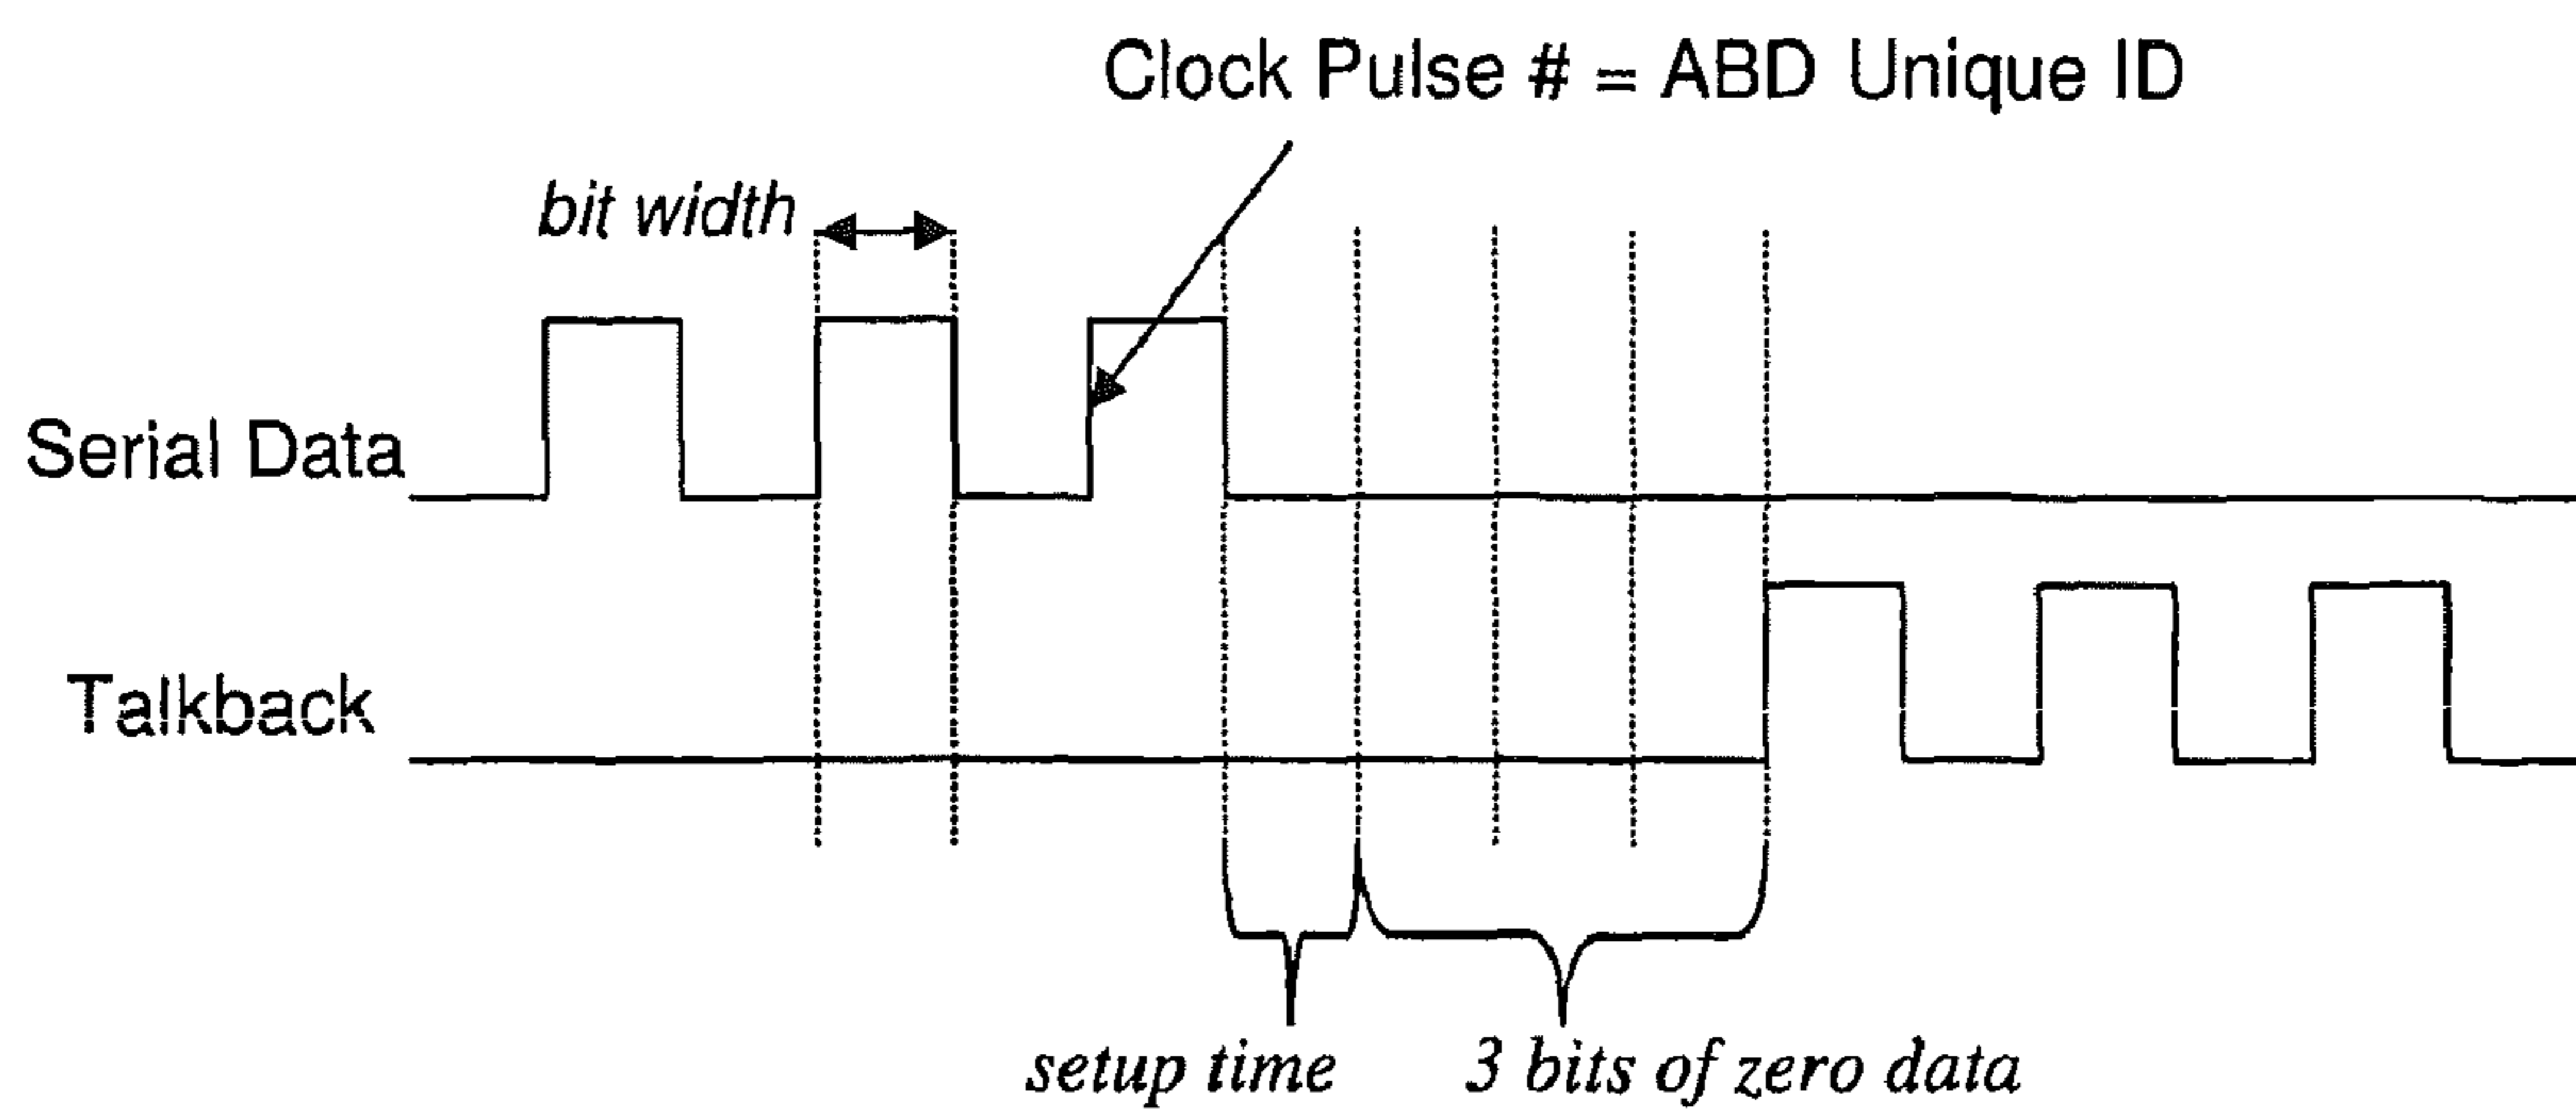 Clock Pulse # = ABD Unique ID
bit width
Serial Data
Talkback
setup time
3 bits of zero data